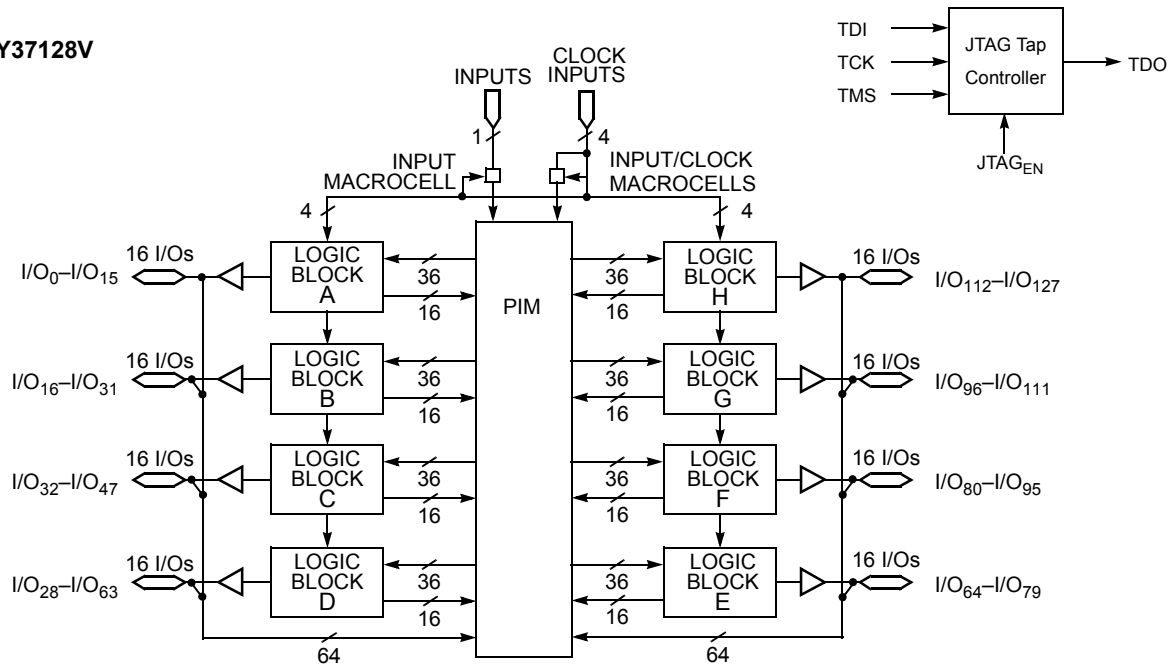 Y37128V
TDI
TCK
TMS
JTAG Tap
Controller
TDO
JTAG_EN
INPUTS
CLOCK
INPUTS
1
4
INPUT
MACROCELL
INPUT/CLOCK
MACROCELLS
4
4
I/O0–I/O15
16 I/Os
LOGIC
BLOCK
A
36
16
PIM
36
16
LOGIC
BLOCK
H
16 I/Os
I/O112–I/O127
I/O16–I/O31
16 I/Os
LOGIC
BLOCK
B
36
16
36
16
LOGIC
BLOCK
G
16 I/Os
I/O96–I/O111
I/O32–I/O47
16 I/Os
LOGIC
BLOCK
C
36
16
36
16
LOGIC
BLOCK
F
16 I/Os
I/O80–I/O95
I/O28–I/O63
16 I/Os
LOGIC
BLOCK
D
36
16
36
16
LOGIC
BLOCK
E
16 I/Os
I/O64–I/O79
64
64